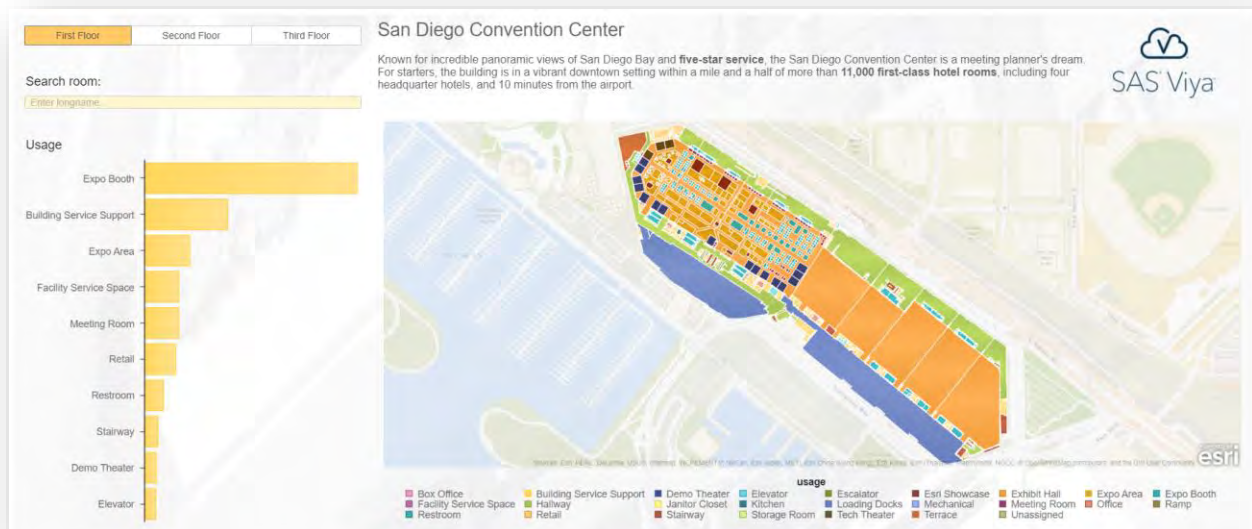 First Floor
Second Floor
Third Floor
San Diego Convention Center
Known for incredible panoramic views of San Diego Bay and five-star service, the San Diego Convention Center is a meeting planner's dream.
For starters, the building is in a vibrant downtown setting within a mile and a half of more than 11,000 first-class hotel rooms, including four
headquarter hotels, and 10 minutes from the airport.
SAS Viya
Search room:
Enter longname...
Usage
Expo Booth
Building Service Support
Expo Area
Facility Service Space
Meeting Room
Retail
Restroom
Stairway
Demo Theater
Elevator
esri
usage
Box Office
Building Service Support
Demo Theater
Elevator
Escalator
Esri Showcase
Exhibit Hall
Expo Area
Expo Booth
Facility Service Space
Hallway
Janitor Closet
Kitchen
Loading Docks
Mechanical
Meeting Room
Office
Ramp
Restroom
Retail
Stairway
Storage Room
Tech Theater
Terrace
Unassigned